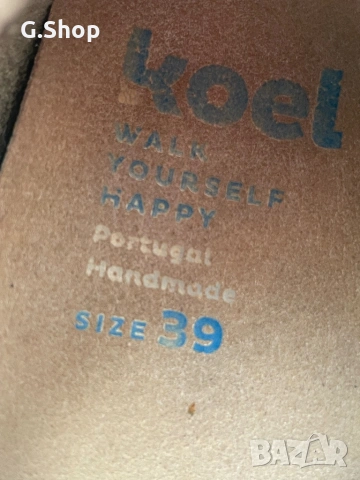 G.Shop
koel
WALK
YOURSELF
HAPPY
Portugal
Handmade
SIZE 39
BAZAR